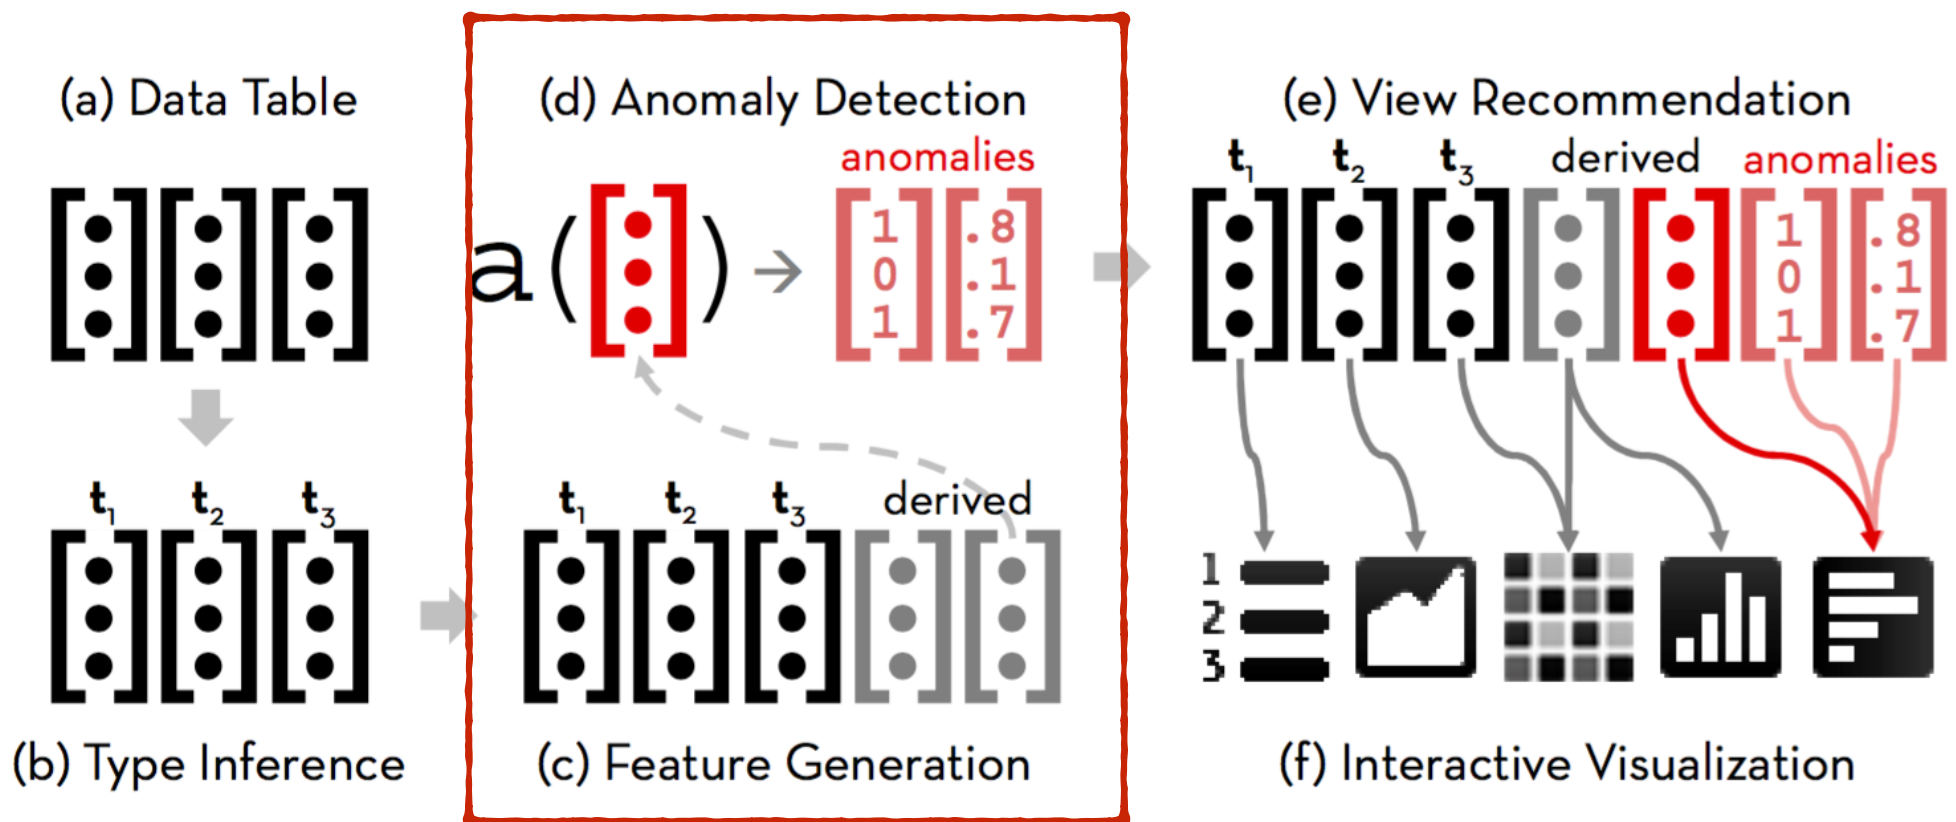 (a) Data Table
(d) Anomaly Detection
(e) View Recommendation
anomalies
t1 t2 t3 derived anomalies
a( ) → 1 .8
0 .1
1 .7
1 .8
0 .1
1 .7
t1 t2 t3
t1 t2 t3 derived
1
2
3
(b) Type Inference
(c) Feature Generation
(f) Interactive Visualization